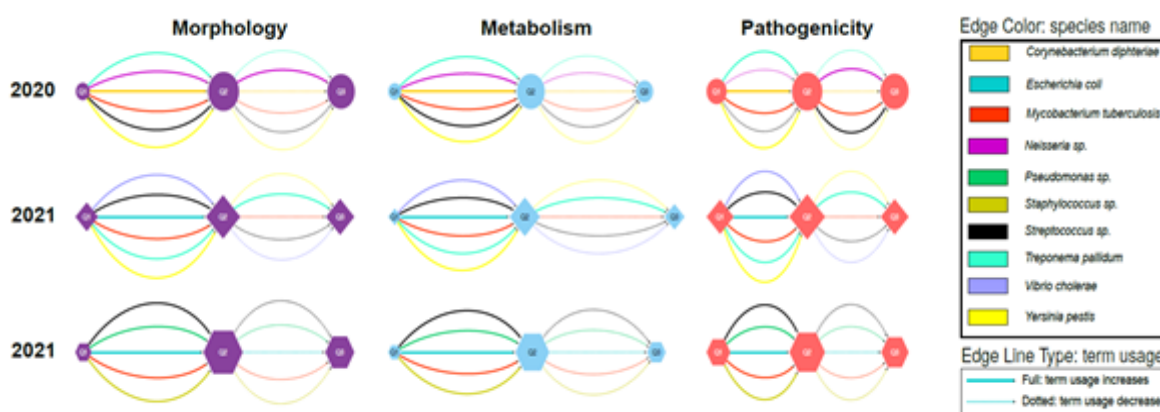 Morphology
Metabolism
Pathogenicity
2020
2021
2021
Edge Color: species name
Corynebacterium diphteriae
Escherichia coli
Mycobacterium tuberculosis
Neisseria sp.
Pseudomonas sp.
Staphylococcus sp.
Streptococcus sp.
Treponema pallidum
Vibrio cholerae
Yersinia pestis
Edge Line Type: term usage
Full: term usage increases
Dotted: term usage decrease